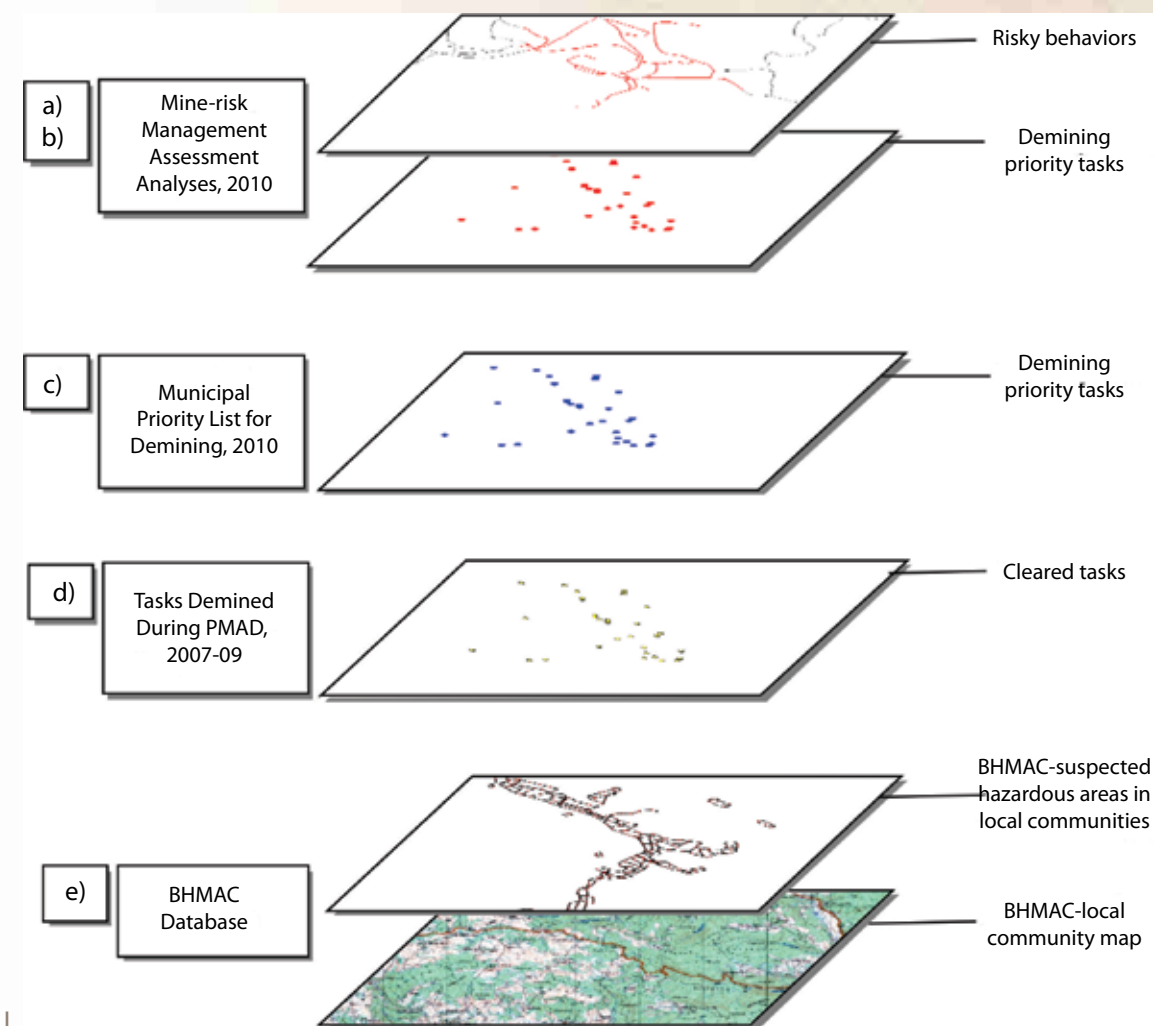 Risky behaviors
a)
b)
Mine-risk
Management
Assessment
Analyses, 2010
Demining
priority tasks
c)
Municipal
Priority List for
Demining, 2010
Demining
priority tasks
d)
Tasks Demined
During PMAD,
2007-09
Cleared tasks
BHMAC-suspected
hazardous areas in
local communities
e)
BHMAC
Database
BHMAC-local
community map